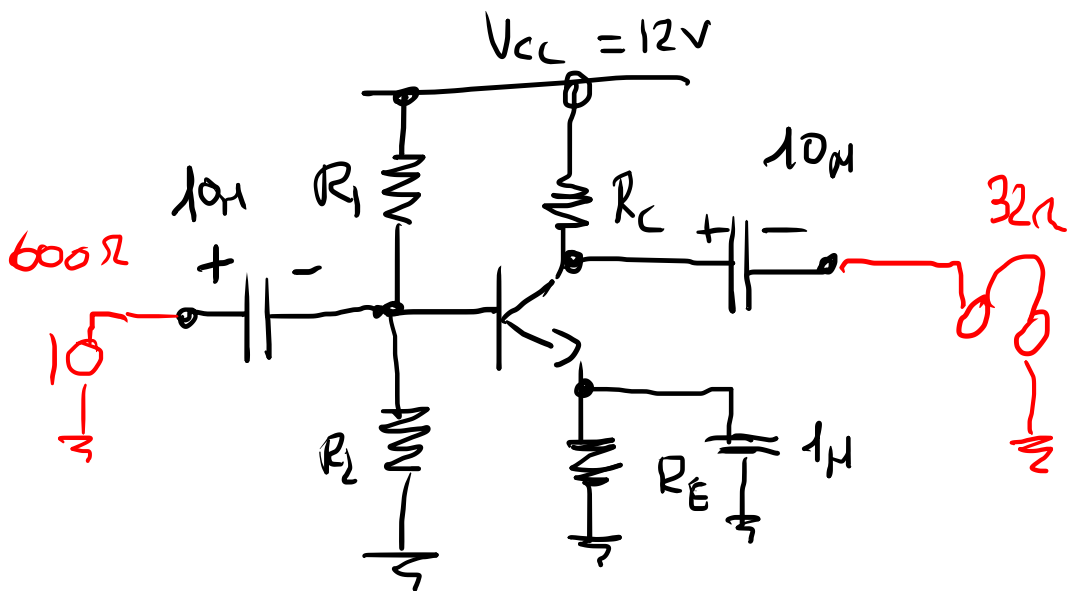 VCC = 12V
10µ
R1
10µ
RC
32Ω
600Ω
+ -
+ -
R2
RE
1µ